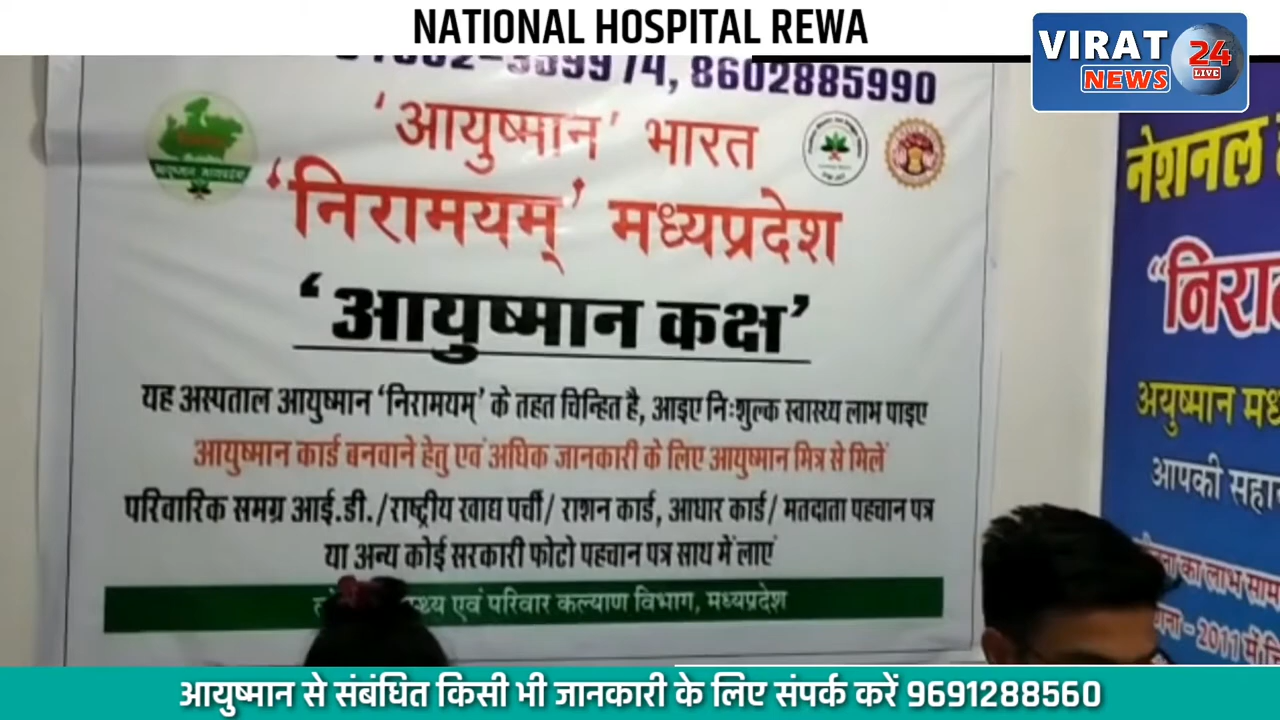 NATIONAL HOSPITAL REWA
VIRAT
NEWS
24
LIVE
8602885990
'आयुष्मान' भारत
'निरामयम्' मध्यप्रदेश
'आयुष्मान कक्ष'
यह अस्पताल आयुष्मान 'निरामयम्' के तहत चिन्हित है, आइए निःशुल्क स्वास्थ्य लाभ पाइए
आयुष्मान कार्ड बनवाने हेतु एवं अधिक जानकारी के लिए आयुष्मान मित्र से मिलें
परिवारिक समग्र आई.डी./राष्ट्रीय खाद्य पर्ची/ राशन कार्ड, आधार कार्ड/ मतदाता पहचान पत्र
या अन्य कोई सरकारी फोटो पहचान पत्र साथ में लाएं
एवं परिवार कल्याण विभाग, मध्यप्रदेश
नेशनल
"निरा
अयुष्मान मध्
आपकी सहा
का लाभ साम
- 2011 में
आयुष्मान से संबंधित किसी भी जानकारी के लिए संपर्क करें 9691288560